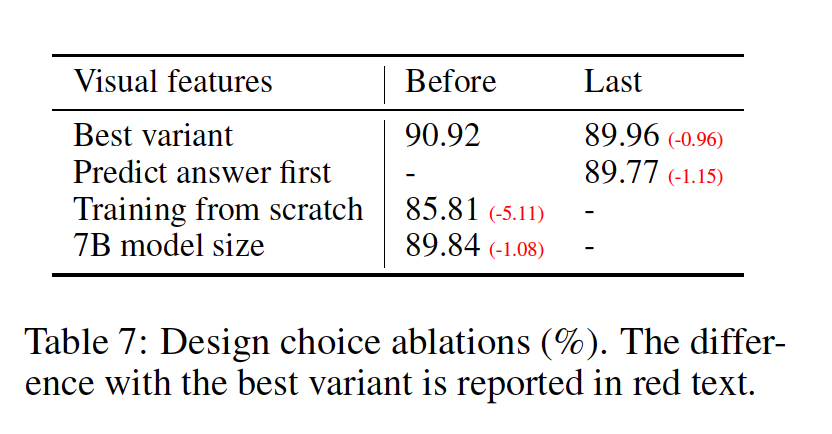 Visual features Before Last
Best variant 90.92 89.96 (-0.96)
Predict answer first - 89.77 (-1.15)
Training from scratch 85.81 (-5.11) -
7B model size 89.84 (-1.08) -
Table 7: Design choice ablations (%). The differ-
ence with the best variant is reported in red text.